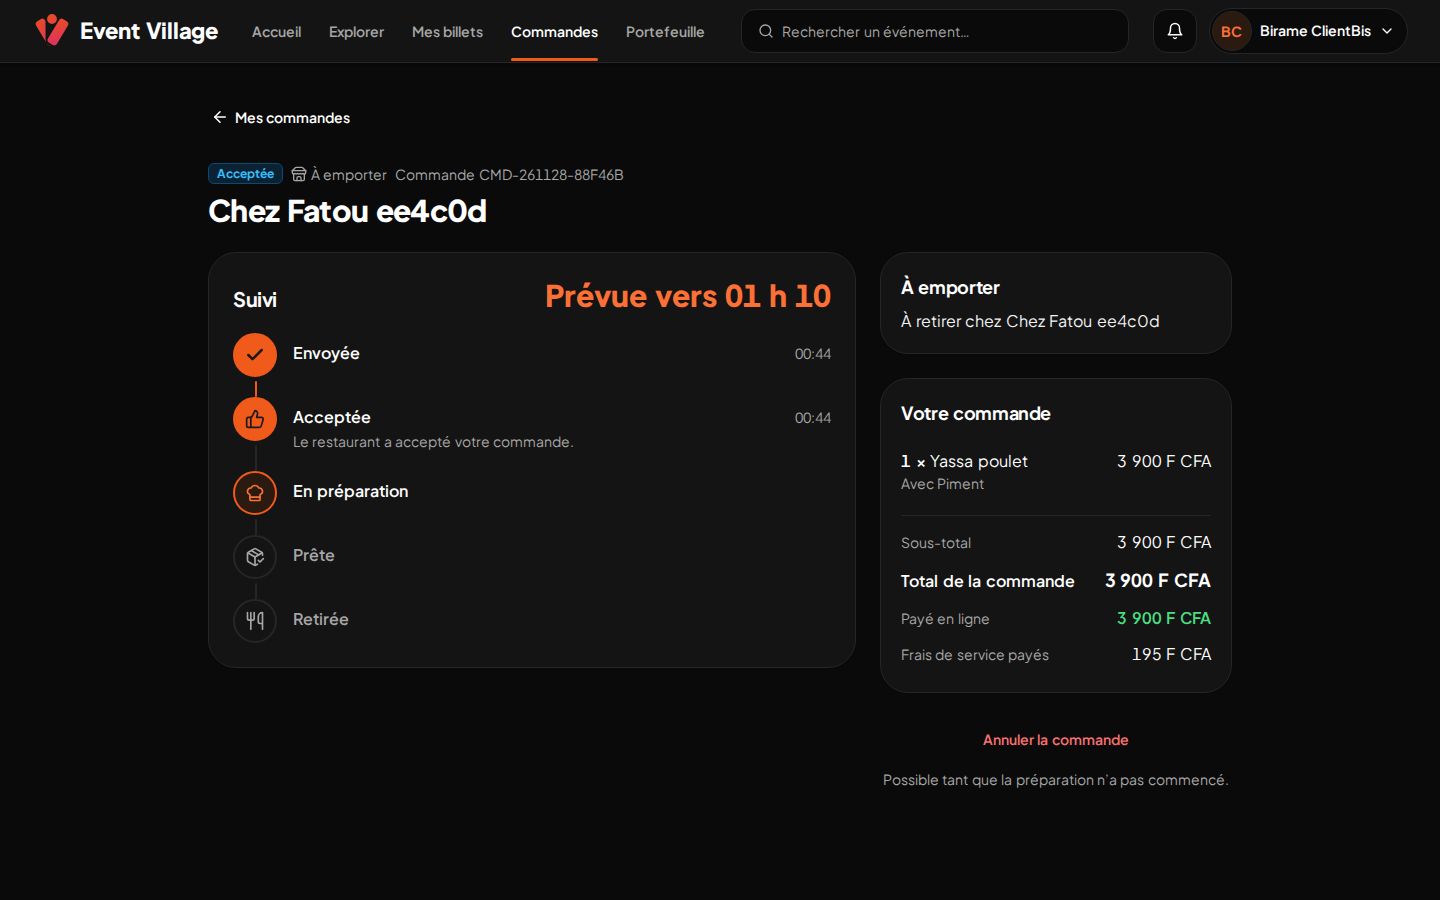 Event Village
Accueil
Explorer
Mes billets
Commandes
Portefeuille
Rechercher un événement…
BC
Birame ClientBis
Mes commandes
Acceptée
À emporter
Commande CMD-261128-88F46B
Chez Fatou ee4c0d
Suivi
Prévue vers 01 h 10
Envoyée
00:44
Acceptée
00:44
Le restaurant a accepté votre commande.
En préparation
Prête
Retirée
À emporter
À retirer chez Chez Fatou ee4c0d
Votre commande
1 × Yassa poulet
3 900 F CFA
Avec Piment
Sous-total
3 900 F CFA
Total de la commande
3 900 F CFA
Payé en ligne
3 900 F CFA
Frais de service payés
195 F CFA
Annuler la commande
Possible tant que la préparation n'a pas commencé.